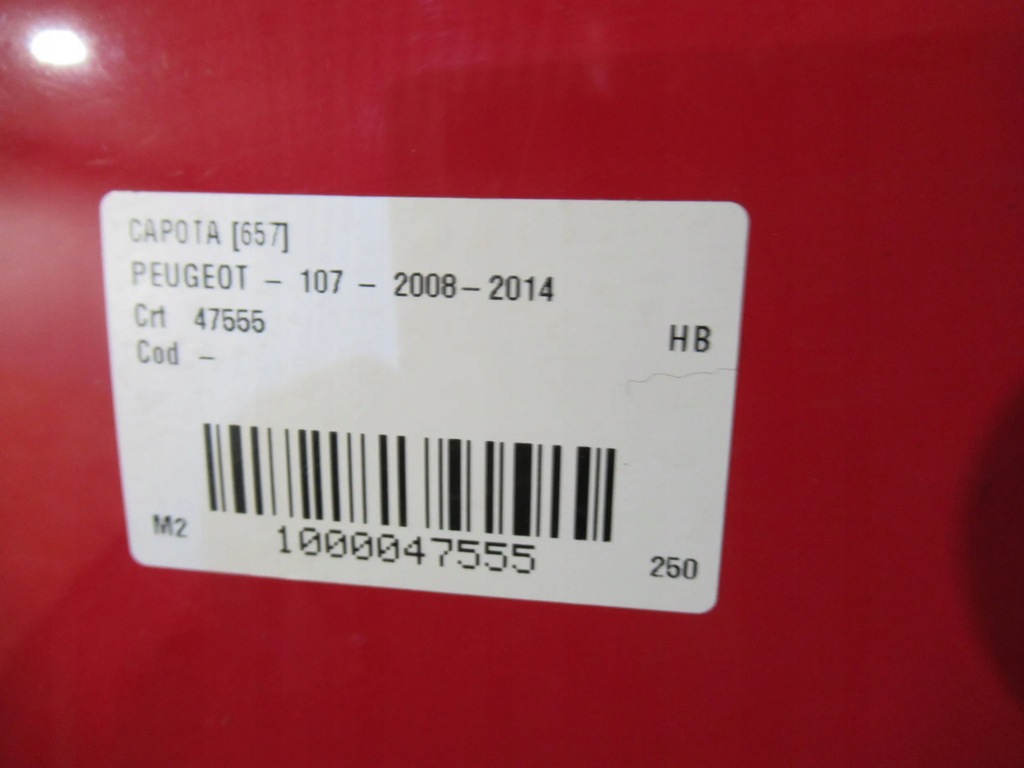 CAPOTA [657]
PEUGEOT - 107 - 2008-2014
Crt 47555
Cod -
HB
M2
1000047555
250